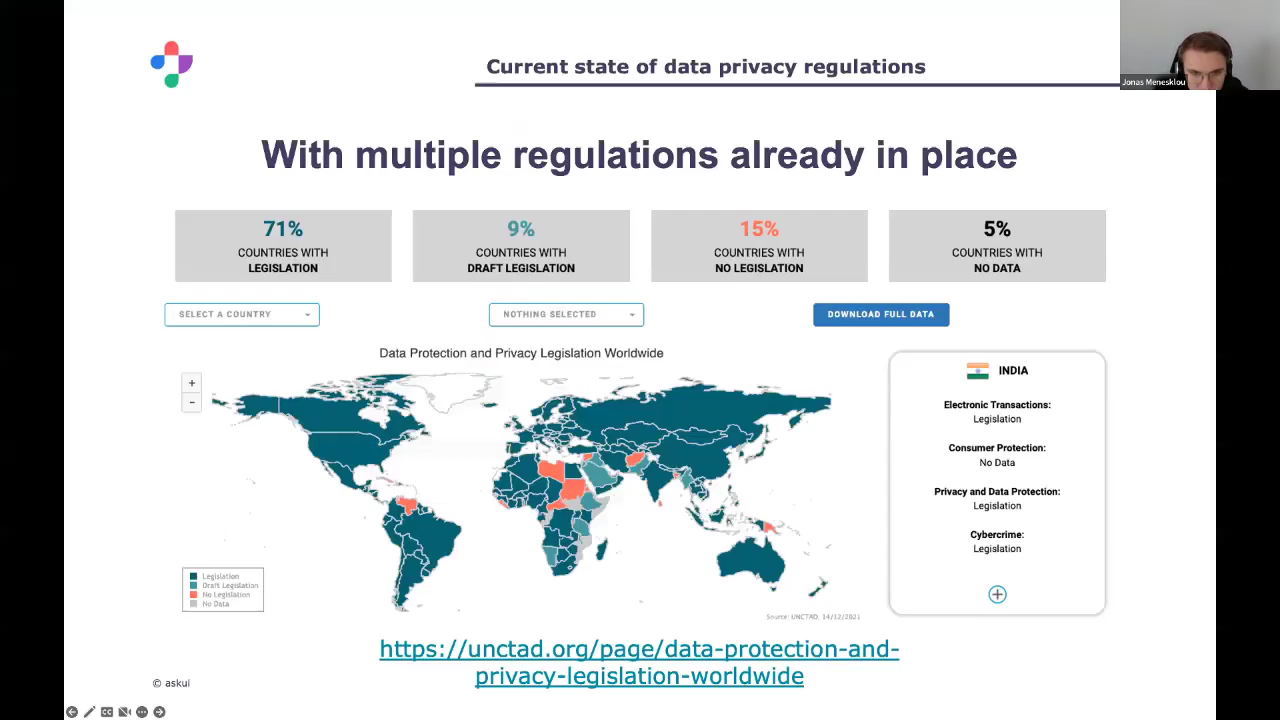 Current state of data privacy regulations
Jonas Menesklou
With multiple regulations already in place
71%
COUNTRIES WITH
LEGISLATION
9%
COUNTRIES WITH
DRAFT LEGISLATION
15%
COUNTRIES WITH
NO LEGISLATION
5%
COUNTRIES WITH
NO DATA
SELECT A COUNTRY
NOTHING SELECTED
DOWNLOAD FULL DATA
Data Protection and Privacy Legislation Worldwide
+
−
Legislation
Draft Legislation
No Legislation
No Data
Source: UNCTAD, 14/12/2021
INDIA
Electronic Transactions:
Legislation
Consumer Protection:
No Data
Privacy and Data Protection:
Legislation
Cybercrime:
Legislation
https://unctad.org/page/data-protection-and-
privacy-legislation-worldwide
© askui
CC